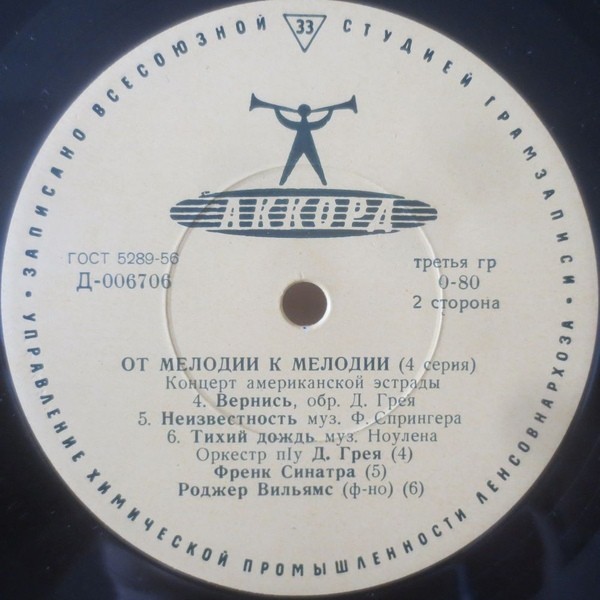 ЗАПИСАНО ВСЕСОЮЗНОЙ СТУДИЕЙ ГРАМЗАПИСИ
33
АККОРД
ГОСТ 5289-56
Д-006706
третья гр
0-80
2 сторона
ОТ МЕЛОДИИ К МЕЛОДИИ (4 серия)
Концерт американской эстрады
4. Вернись, обр. Д. Грея
5. Неизвестность муз. Ф. Спрингера
6. Тихий дождь муз. Ноулена
Оркестр п/у Д. Грея (4)
Френк Синатра (5)
Роджер Вильямс (ф-но) (6)
УПРАВЛЕНИЕ ХИМИЧЕСКОЙ ПРОМЫШЛЕННОСТИ ЛЕНСОВНАРХОЗА